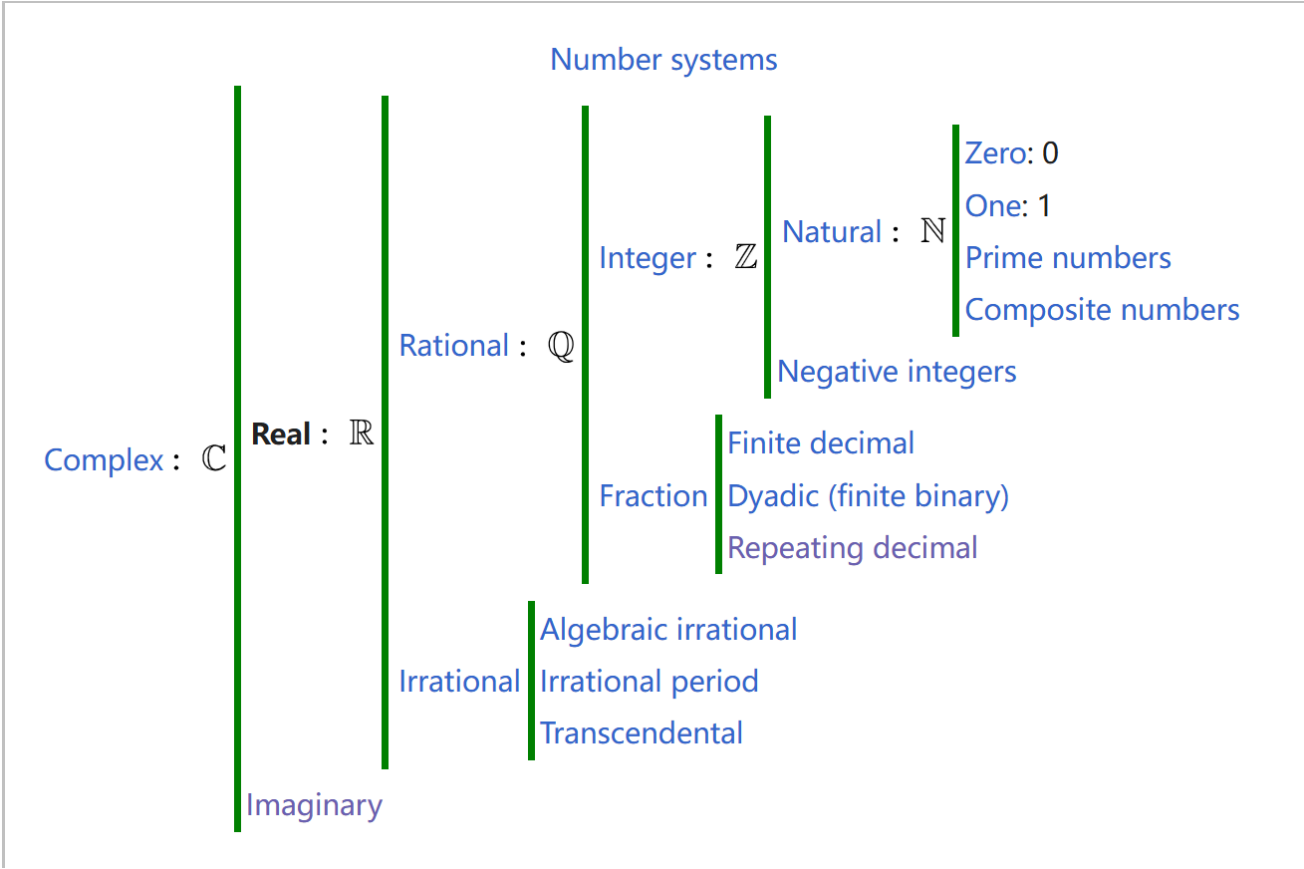 Number systems
Zero: 0
One: 1
Natural : ℕ
Integer : ℤ
Prime numbers
Composite numbers
Rational : ℚ
Negative integers
Real : ℝ
Complex : ℂ
Finite decimal
Fraction
Dyadic (finite binary)
Repeating decimal
Algebraic irrational
Irrational
Irrational period
Transcendental
Imaginary